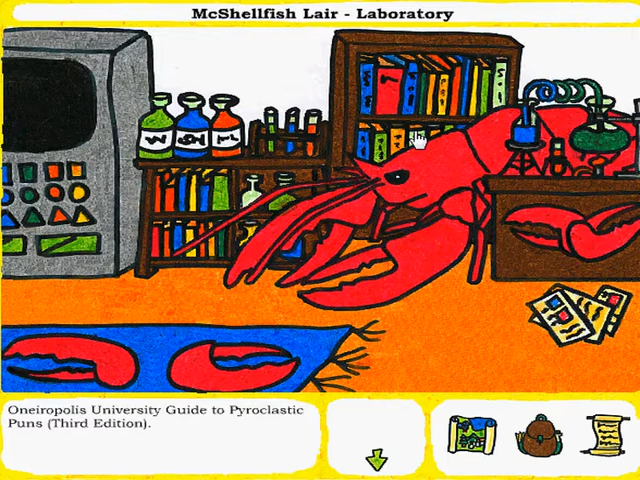 McShellfish Lair - Laboratory
Oneiropolis University Guide to Pyroclastic
Puns (Third Edition).